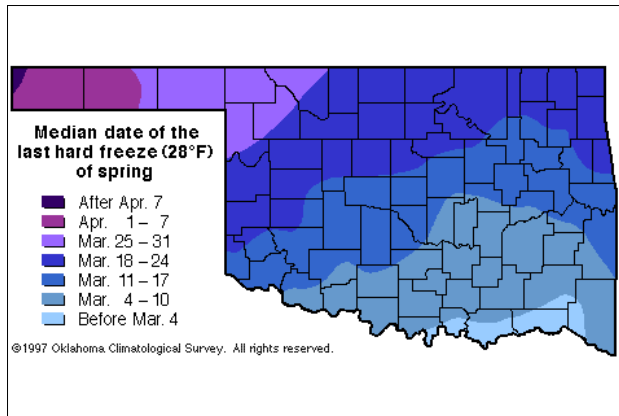 Median date of the
last hard freeze (28°F)
of spring
After Apr. 7
Apr. 1 – 7
Mar. 25 – 31
Mar. 18 – 24
Mar. 11 – 17
Mar. 4 – 10
Before Mar. 4
©1997 Oklahoma Climatological Survey. All rights reserved.